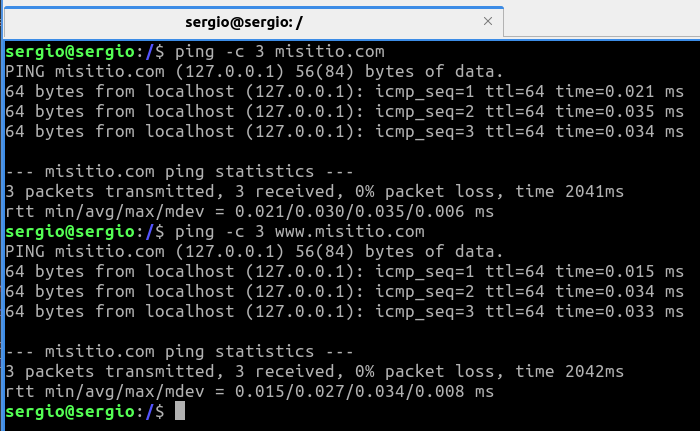 sergio@sergio: /
sergio@sergio:/$ ping -c 3 misitio.com
PING misitio.com (127.0.0.1) 56(84) bytes of data.
64 bytes from localhost (127.0.0.1): icmp_seq=1 ttl=64 time=0.021 ms
64 bytes from localhost (127.0.0.1): icmp_seq=2 ttl=64 time=0.035 ms
64 bytes from localhost (127.0.0.1): icmp_seq=3 ttl=64 time=0.034 ms
--- misitio.com ping statistics ---
3 packets transmitted, 3 received, 0% packet loss, time 2041ms
rtt min/avg/max/mdev = 0.021/0.030/0.035/0.006 ms
sergio@sergio:/$ ping -c 3 www.misitio.com
PING misitio.com (127.0.0.1) 56(84) bytes of data.
64 bytes from localhost (127.0.0.1): icmp_seq=1 ttl=64 time=0.015 ms
64 bytes from localhost (127.0.0.1): icmp_seq=2 ttl=64 time=0.034 ms
64 bytes from localhost (127.0.0.1): icmp_seq=3 ttl=64 time=0.033 ms
--- misitio.com ping statistics ---
3 packets transmitted, 3 received, 0% packet loss, time 2042ms
rtt min/avg/max/mdev = 0.015/0.027/0.034/0.008 ms
sergio@sergio:/$